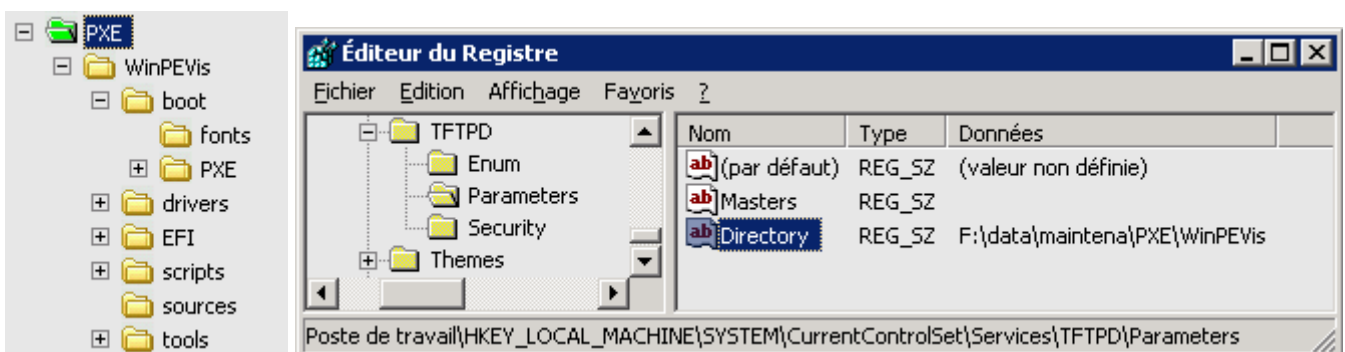 PXE
WinPEVis
boot
fonts
PXE
drivers
EFI
scripts
sources
tools
Éditeur du Registre
Fichier Edition Affichage Favoris ?
TFTPD
Enum
Parameters
Security
Themes
Nom Type Données
(par défaut) REG_SZ (valeur non définie)
Masters REG_SZ
Directory REG_SZ F:\data\maintena\PXE\WinPEVis
Poste de travail\HKEY_LOCAL_MACHINE\SYSTEM\CurrentControlSet\Services\TFTPD\Parameters